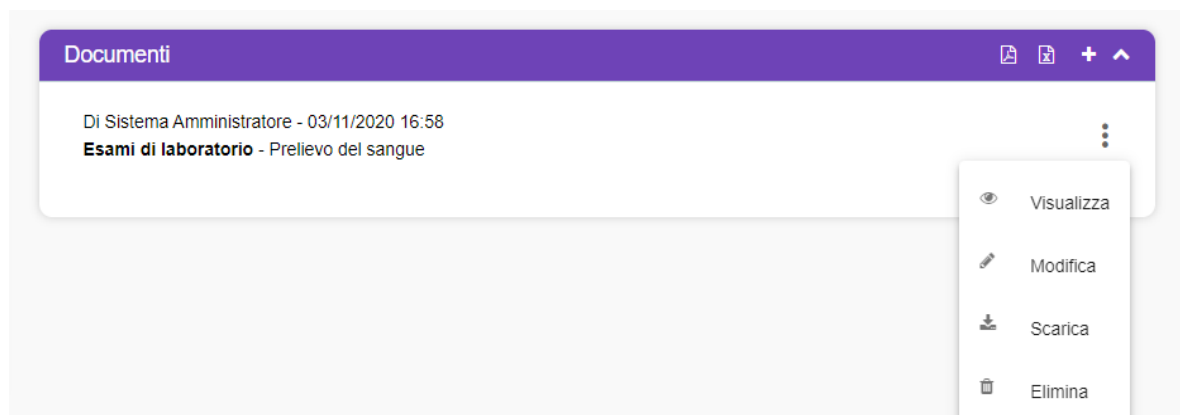 Documenti
Di Sistema Amministratore - 03/11/2020 16:58
Esami di laboratorio - Prelievo del sangue
Visualizza
Modifica
Scarica
Elimina